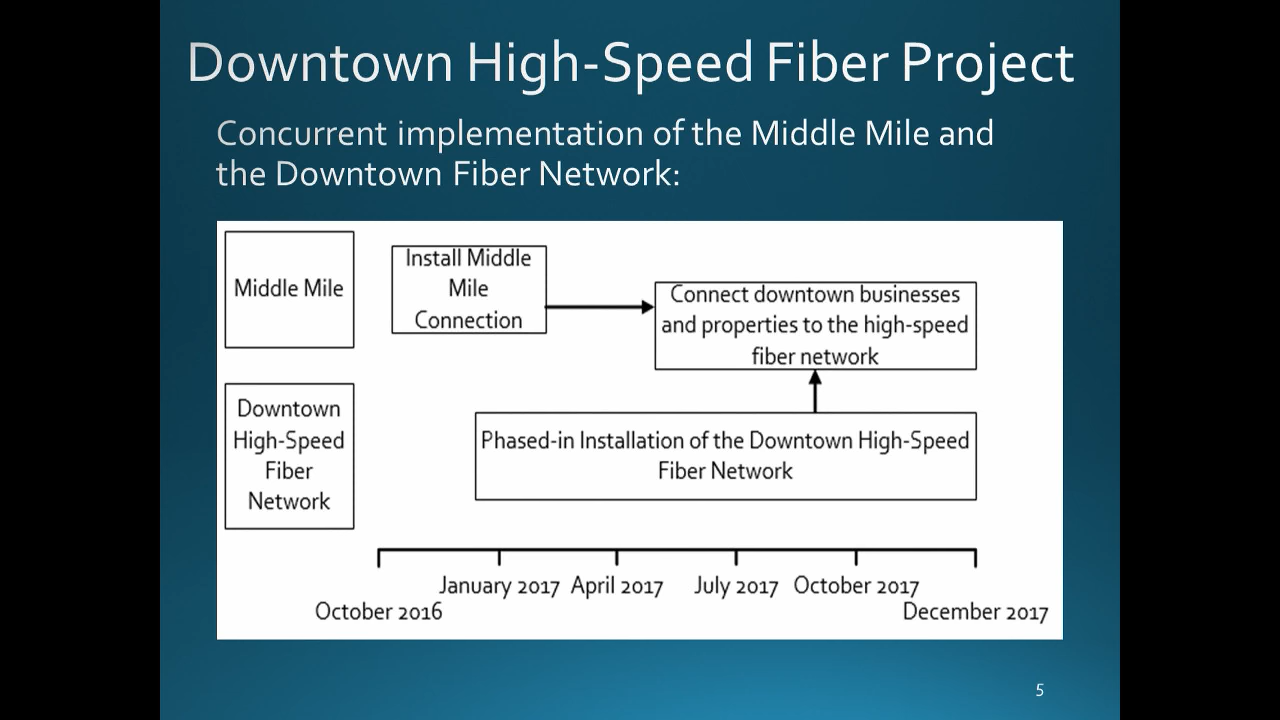 Downtown High-Speed Fiber Project
Concurrent implementation of the Middle Mile and
the Downtown Fiber Network:
Middle Mile
Install Middle
Mile
Connection
Connect downtown businesses
and properties to the high-speed
fiber network
Downtown
High-Speed
Fiber
Network
Phased-in Installation of the Downtown High-Speed
Fiber Network
October 2016
January 2017
April 2017
July 2017
October 2017
December 2017
5